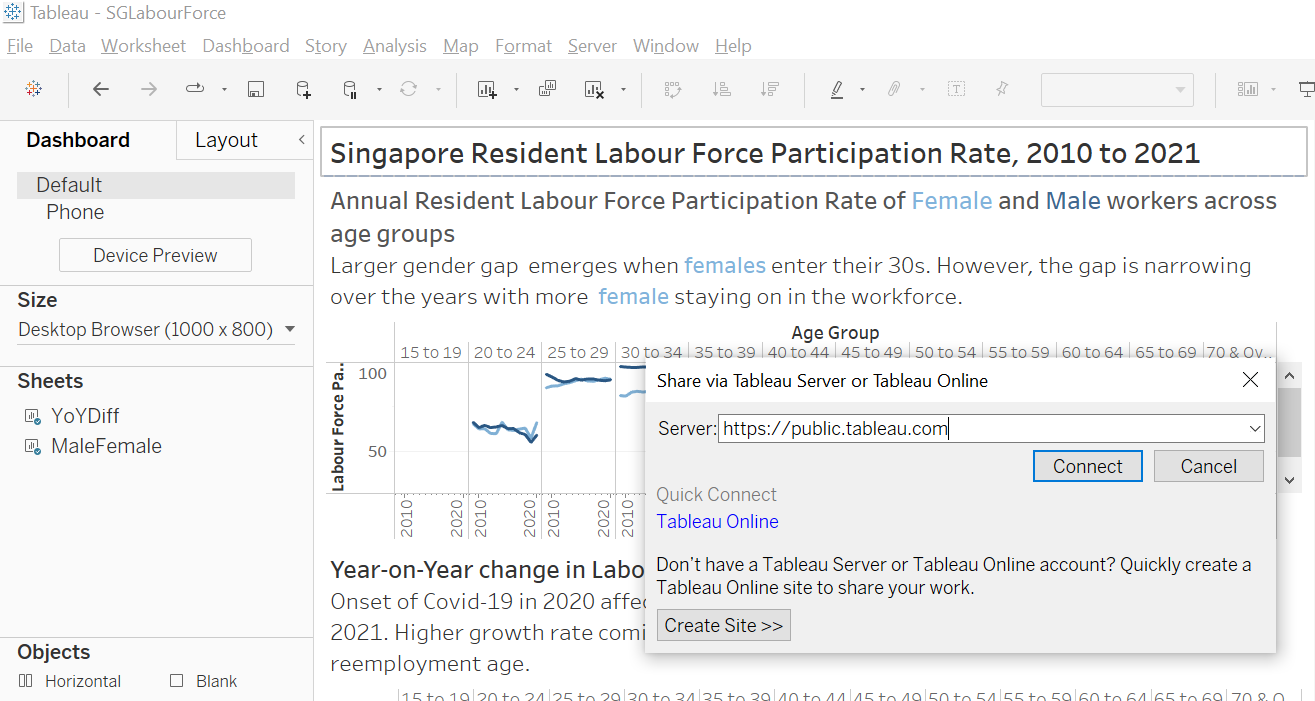 Tableau - SGLabourForce
File Data Worksheet Dashboard Story Analysis Map Format Server Window Help
Dashboard Layout
Default
Phone
Device Preview
Size
Desktop Browser (1000 x 800)
Sheets
YoYDiff
MaleFemale
Objects
Horizontal Blank
Singapore Resident Labour Force Participation Rate, 2010 to 2021
Annual Resident Labour Force Participation Rate of Female and Male workers across
age groups
Larger gender gap emerges when females enter their 30s. However, the gap is narrowing
over the years with more female staying on in the workforce.
Age Group
15 to 19 20 to 24 25 to 29 30 to 34 35 to 39 40 to 44 45 to 49 50 to 54 55 to 59 60 to 64 65 to 69 70 & Ov..
Labour Force Pa..
100
50
2010 2020 2010 2020 2010 2020 2010
Year-on-Year change in Labo
Onset of Covid-19 in 2020 affec
2021. Higher growth rate comi
reemployment age.
15 to 19 20 to 24 25 to 29 30 to 34 35 to 39 40 to 44 45 to 49 50 to 54 55 to 59 60 to 64 65 to 69 70 & O
Share via Tableau Server or Tableau Online
Server: https://public.tableau.com
Connect Cancel
Quick Connect
Tableau Online
Don't have a Tableau Server or Tableau Online account? Quickly create a
Tableau Online site to share your work.
Create Site >>